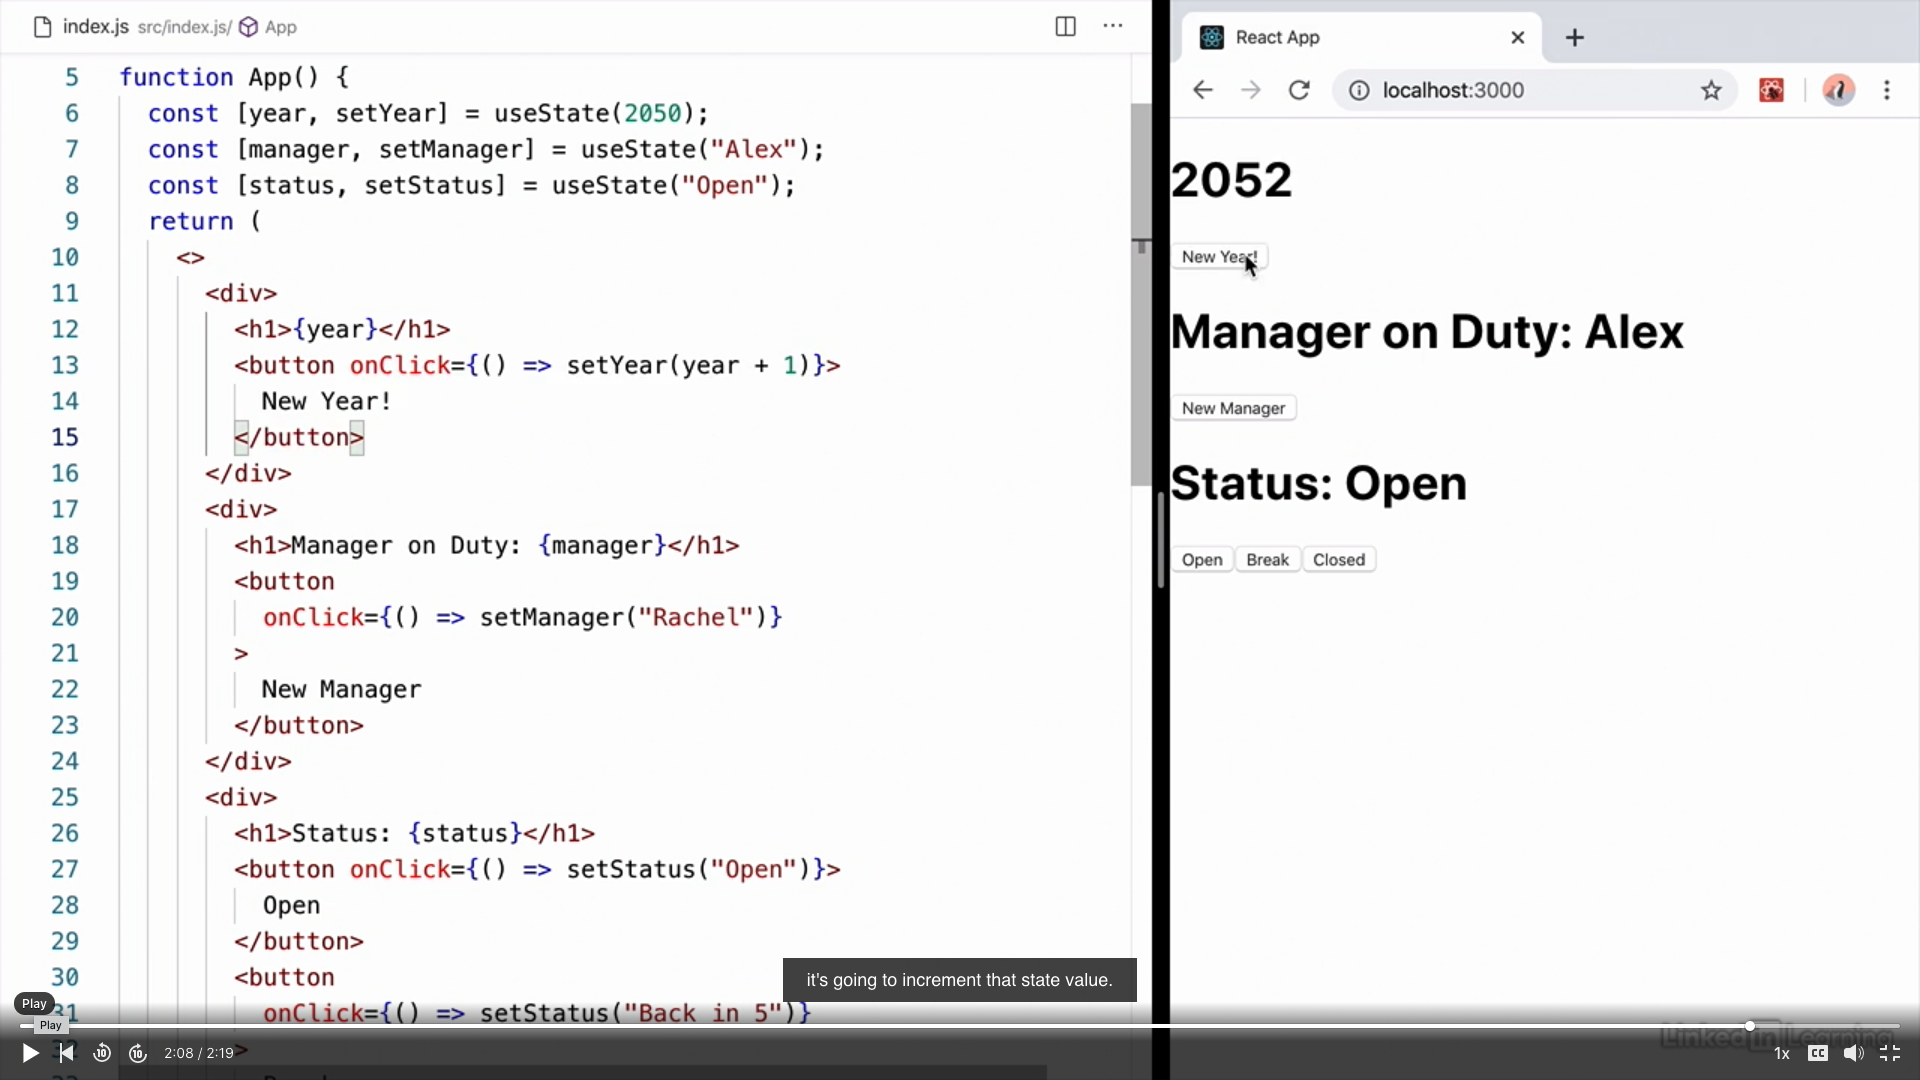 index.js src/index.js/ App
5 function App() {
6 const [year, setYear] = useState(2050);
7 const [manager, setManager] = useState("Alex");
8 const [status, setStatus] = useState("Open");
9 return (
10 <>
11 <div>
12 <h1>{year}</h1>
13 <button onClick={() => setYear(year + 1)}>
14 New Year!
15 </button>
16 </div>
17 <div>
18 <h1>Manager on Duty: {manager}</h1>
19 <button
20 onClick={() => setManager("Rachel")}
21 >
22 New Manager
23 </button>
24 </div>
25 <div>
26 <h1>Status: {status}</h1>
27 <button onClick={() => setStatus("Open")}>
28 Open
29 </button>
30 <button
31 onClick={() => setStatus("Back in 5")}
32 >
React App
localhost:3000
2052
New Year!
Manager on Duty: Alex
New Manager
Status: Open
Open Break Closed
it's going to increment that state value.
Play
Play
LinkedIn Learning
2:08 / 2:19
1x CC
10 10